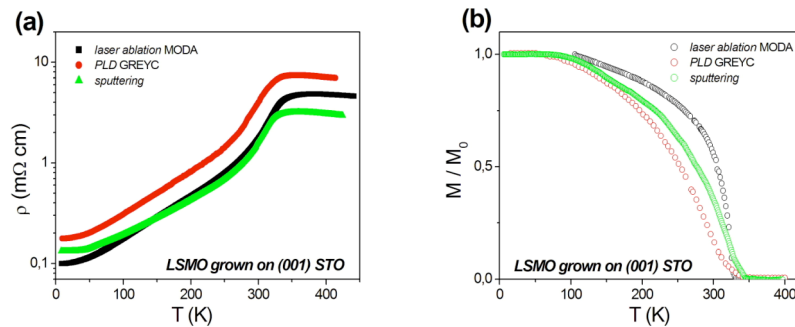 (a)
laser ablation MODA
PLD GREYC
sputtering
10
1
0,1
ρ (mΩ cm)
LSMO grown on (001) STO
0 100 200 300 400
T (K)
(b)
laser ablation MODA
PLD GREYC
sputtering
1,0
0,5
0,0
M / M₀
LSMO grown on (001) STO
0 100 200 300 400
T (K)